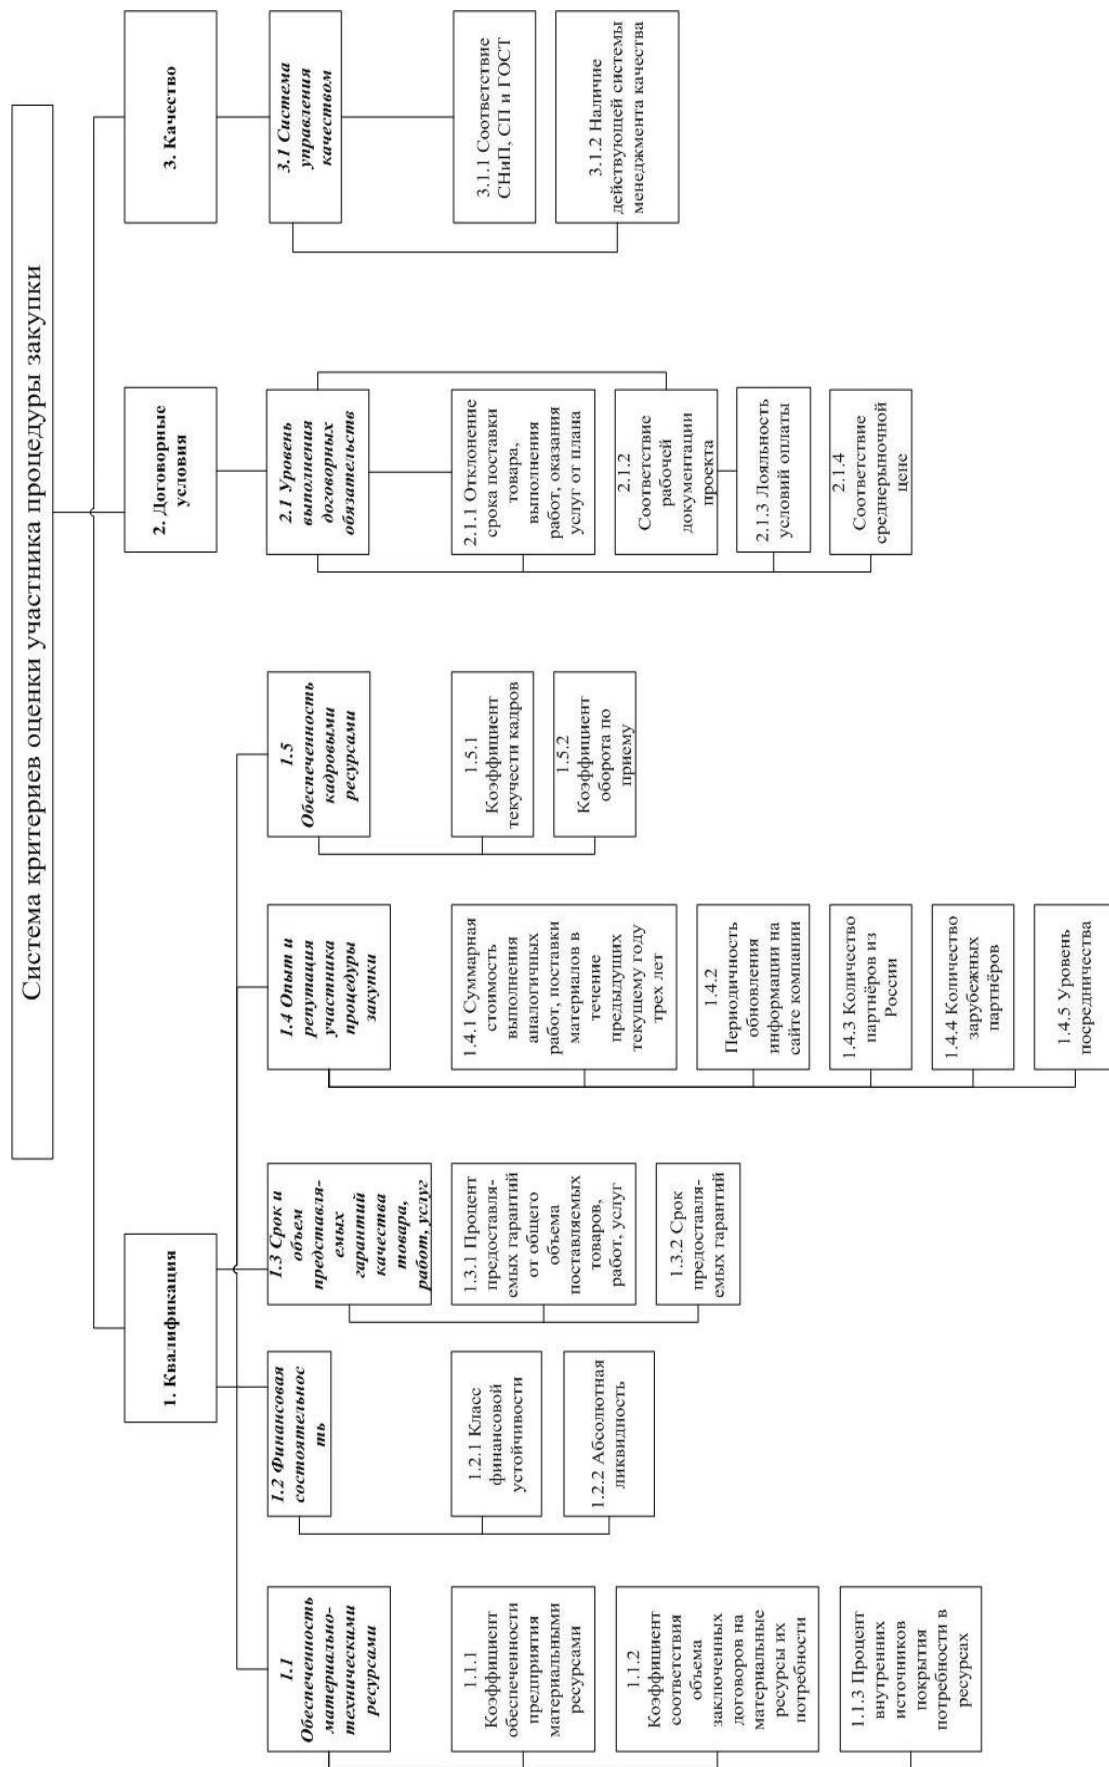 Система критериев оценки участника процедуры закупки
1. Квалификация
2. Договорные
условия
3. Качество
1.1
Обеспеченность
материально-
техническими
ресурсами
1.2 Финансовая
состоятельнос
ть
1.3 Срок и
объем
представля-
емых
гарантий
качества
товара,
работ, услуг
1.4 Опыт и
репутация
участника
процедуры
закупки
1.5
Обеспеченность
кадровыми
ресурсами
2.1 Уровень
выполнения
договорных
обязательств
3.1 Система
управления
качеством
1.1.1
Коэффициент
обеспеченности
предприятия
материальными
ресурсами
1.1.2
Коэффициент
соответствия
объема
заключенных
договоров на
материальные
ресурсы их
потребности
1.1.3 Процент
внутренних
источников
покрытия
потребности в
ресурсах
1.2.1 Класс
финансовой
устойчивости
1.2.2 Абсолютная
ликвидность
1.3.1 Процент
предоставля-
емых гарантий
от общего
объема
поставляемых
товаров,
работ, услуг
1.3.2 Срок
предоставля-
емых гарантий
1.4.1 Суммарная
стоимость
выполнения
аналогичных
работ, поставки
материалов в
течение
предыдущих
текущему году
трех лет
1.4.2
Периодичность
обновления
информации на
сайте компании
1.4.3 Количество
партнёров из
России
1.4.4 Количество
зарубежных
партнёров
1.4.5 Уровень
посредничества
1.5.1
Коэффициент
текучести кадров
1.5.2
Коэффициент
оборота по
приему
2.1.1 Отклонение
срока поставки
товара,
выполнения
работ, оказания
услуг от плана
2.1.2
Соответствие
рабочей
документации
проекта
2.1.3 Лояльность
условий оплаты
2.1.4
Соответствие
среднерыночной
цене
3.1.1 Соответствие
СНиП, СП и ГОСТ
3.1.2 Наличие
действующей системы
менеджмента качества